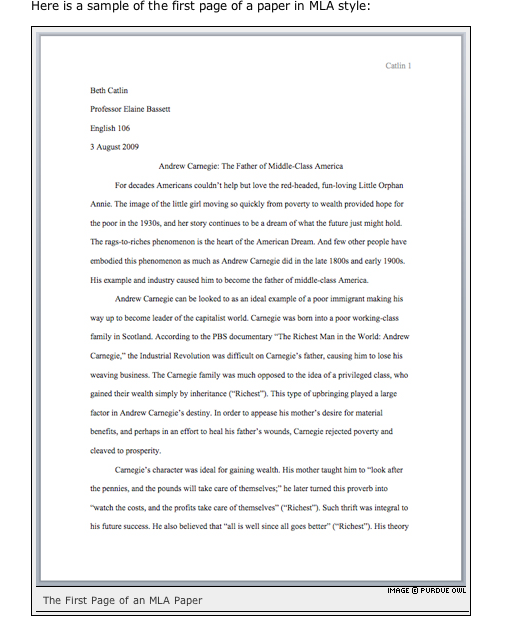 Here is a sample of the first page of a paper in MLA style:
Catlin 1
Beth Catlin
Professor Elaine Bassett
English 106
3 August 2009
Andrew Carnegie: The Father of Middle-Class America
For decades Americans couldn't help but love the red-headed, fun-loving Little Orphan
Annie. The image of the little girl moving so quickly from poverty to wealth provided hope for
the poor in the 1930s, and her story continues to be a dream of what the future just might hold.
The rags-to-riches phenomenon is the heart of the American Dream. And few other people have
embodied this phenomenon as much as Andrew Carnegie did in the late 1800s and early 1900s.
His example and industry caused him to become the father of middle-class America.
Andrew Carnegie can be looked to as an ideal example of a poor immigrant making his
way up to become leader of the capitalist world. Carnegie was born into a poor working-class
family in Scotland. According to the PBS documentary "The Richest Man in the World: Andrew
Carnegie," the Industrial Revolution was difficult on Carnegie's father, causing him to lose his
weaving business. The Carnegie family was much opposed to the idea of a privileged class, who
gained their wealth simply by inheritance ("Richest"). This type of upbringing played a large
factor in Andrew Carnegie's destiny. In order to appease his mother's desire for material
benefits, and perhaps in an effort to heal his father's wounds, Carnegie rejected poverty and
cleaved to prosperity.
Carnegie's character was ideal for gaining wealth. His mother taught him to "look after
the pennies, and the pounds will take care of themselves;" he later turned this proverb into
"watch the costs, and the profits take care of themselves" ("Richest"). Such thrift was integral to
his future success. He also believed that "all is well since all goes better" ("Richest"). His theory
IMAGE © PURDUE OWL
The First Page of an MLA Paper